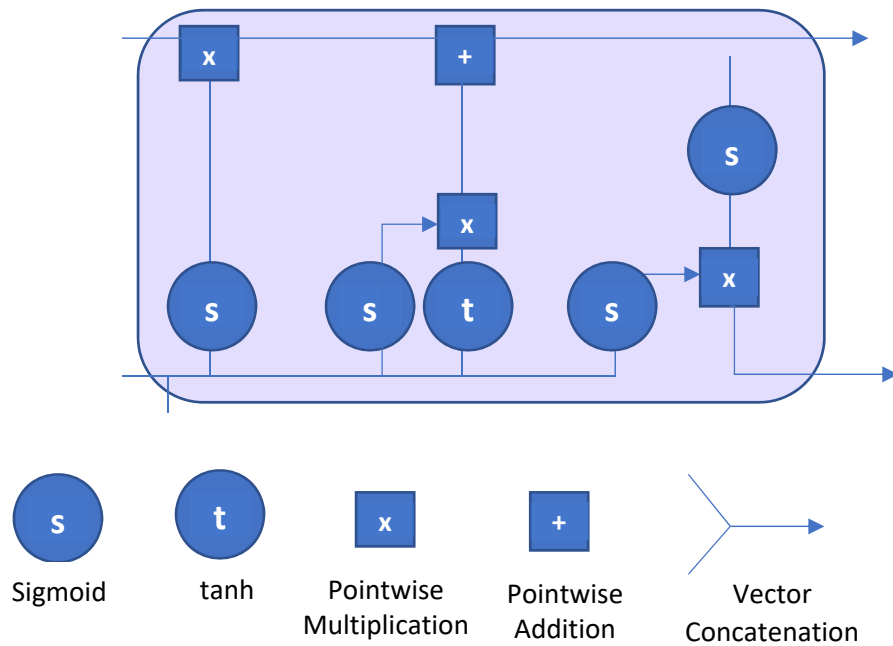 x
+
s
x
x
s
s
t
s
s
t
x
+
Sigmoid
tanh
Pointwise
Multiplication
Pointwise
Addition
Vector
Concatenation